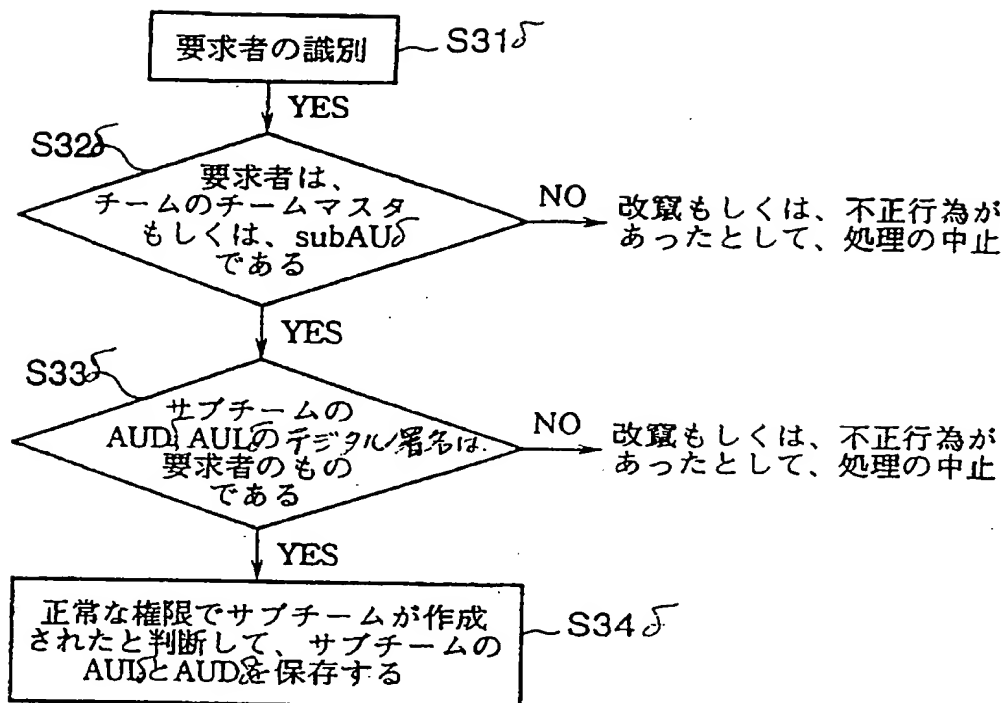 要求者の識別
S31
YES
S32
要求者は、
チームのチームマスタ
もしくは、subAU
である
NO
改竄もしくは、不正行為が
あったとして、処理の中止
YES
S33
サブチームの
AUD、AULのデジタル署名は
要求者のもの
である
NO
改竄もしくは、不正行為が
あったとして、処理の中止
YES
正常な権限でサブチームが作成
されたと判断して、サブチームの
AULとAUDを保存する
S34